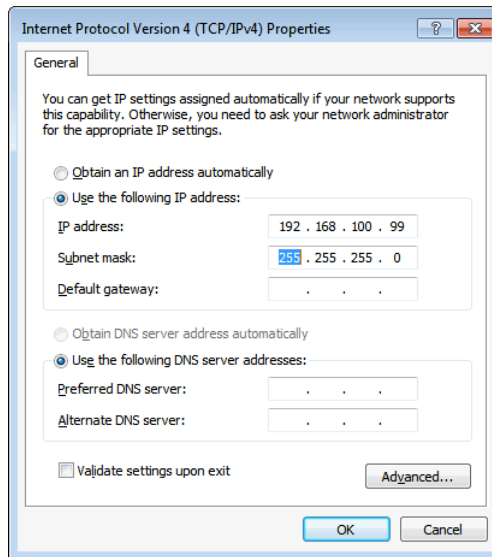 Internet Protocol Version 4 (TCP/IPv4) Properties
General
You can get IP settings assigned automatically if your network supports
this capability. Otherwise, you need to ask your network administrator
for the appropriate IP settings.
Obtain an IP address automatically
Use the following IP address:
IP address: 192 . 168 . 100 . 99
Subnet mask: 255 . 255 . 255 . 0
Default gateway: . . .
Obtain DNS server address automatically
Use the following DNS server addresses:
Preferred DNS server: . . .
Alternate DNS server: . . .
Validate settings upon exit
Advanced...
OK Cancel